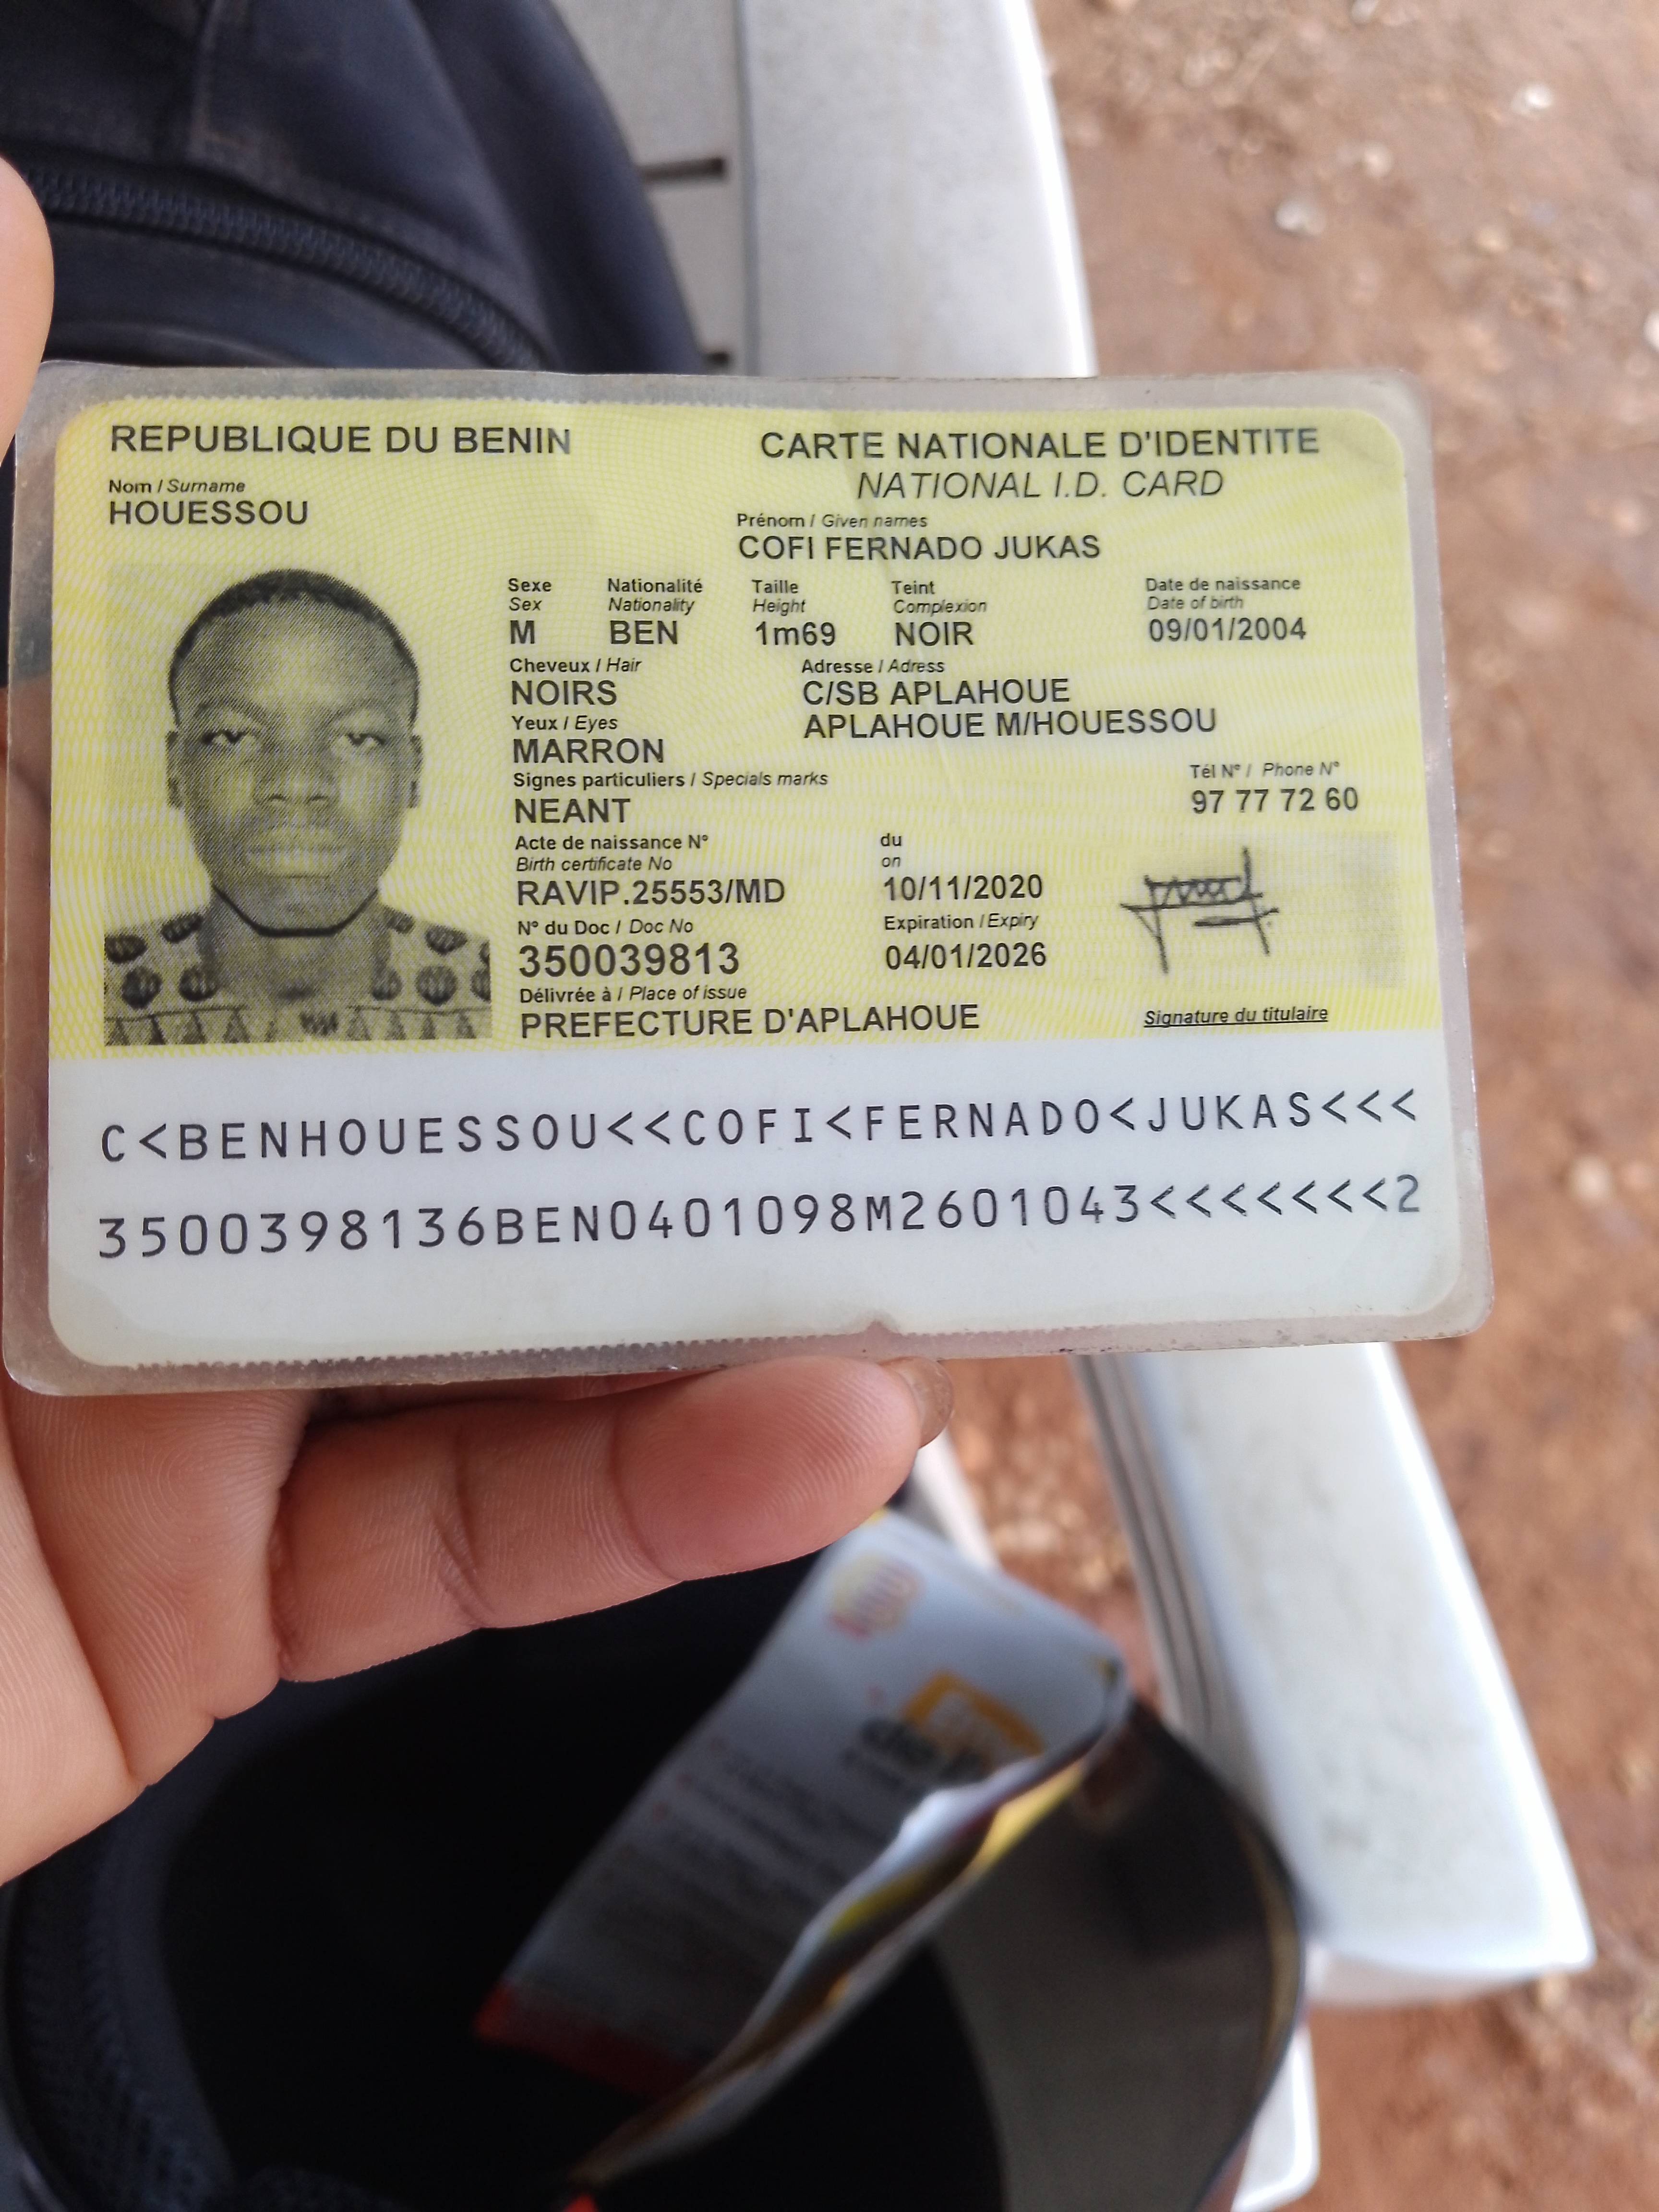 REPUBLIQUE DU BENIN
CARTE NATIONALE D'IDENTITE
NATIONAL I.D. CARD
Nom / Surname
HOUESSOU
Prénom / Given names
COFI FERNADO JUKAS
Sexe Nationalité Taille Teint Date de naissance
Sex Nationality Height Complexion Date of birth
M BEN 1m69 NOIR 09/01/2004
Cheveux / Hair Adresse / Adress
NOIRS C/SB APLAHOUE
Yeux / Eyes APLAHOUE M/HOUESSOU
MARRON
Signes particuliers / Specials marks Tél N° / Phone N°
NEANT 97 77 72 60
Acte de naissance N° du
Birth certificate No on
RAVIP.25553/MD 10/11/2020
N° du Doc / Doc No Expiration / Expiry
350039813 04/01/2026
Délivrée à / Place of issue
PREFECTURE D'APLAHOUE Signature du titulaire
C<BENHOUESSOU<<COFI<FERNADO<JUKAS<<<
3500398136BEN0401098M2601043<<<<<<<2